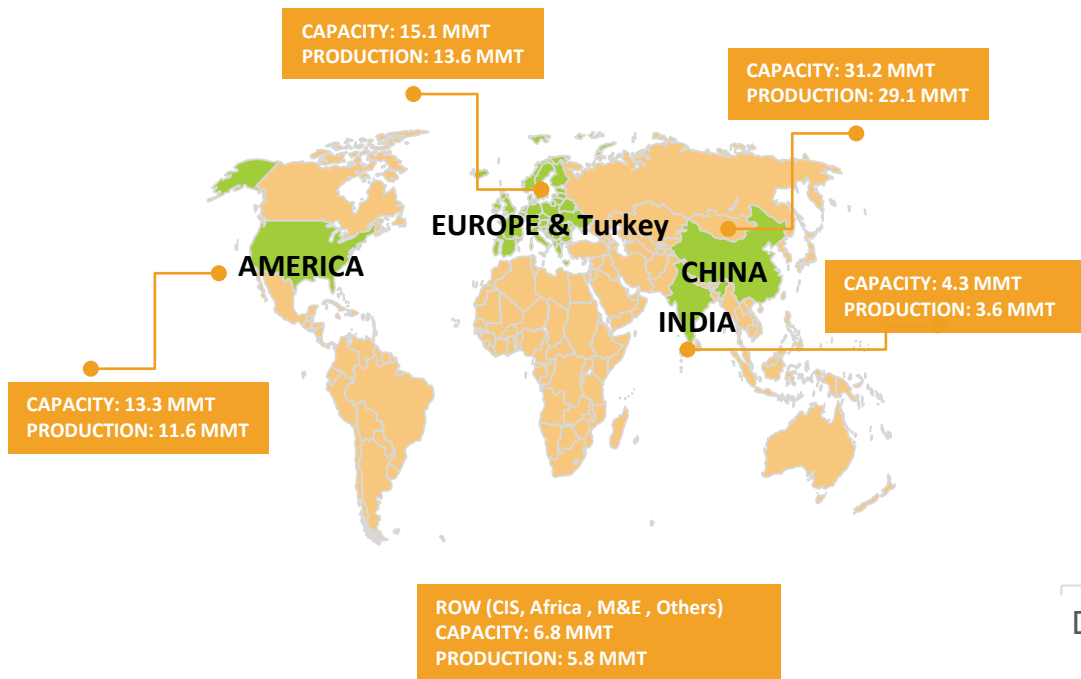 CAPACITY: 15.1 MMT
PRODUCTION: 13.6 MMT
CAPACITY: 31.2 MMT
PRODUCTION: 29.1 MMT
EUROPE & Turkey
AMERICA
CHINA
CAPACITY: 4.3 MMT
PRODUCTION: 3.6 MMT
INDIA
CAPACITY: 13.3 MMT
PRODUCTION: 11.6 MMT
ROW (CIS, Africa , M&E , Others)
CAPACITY: 6.8 MMT
PRODUCTION: 5.8 MMT